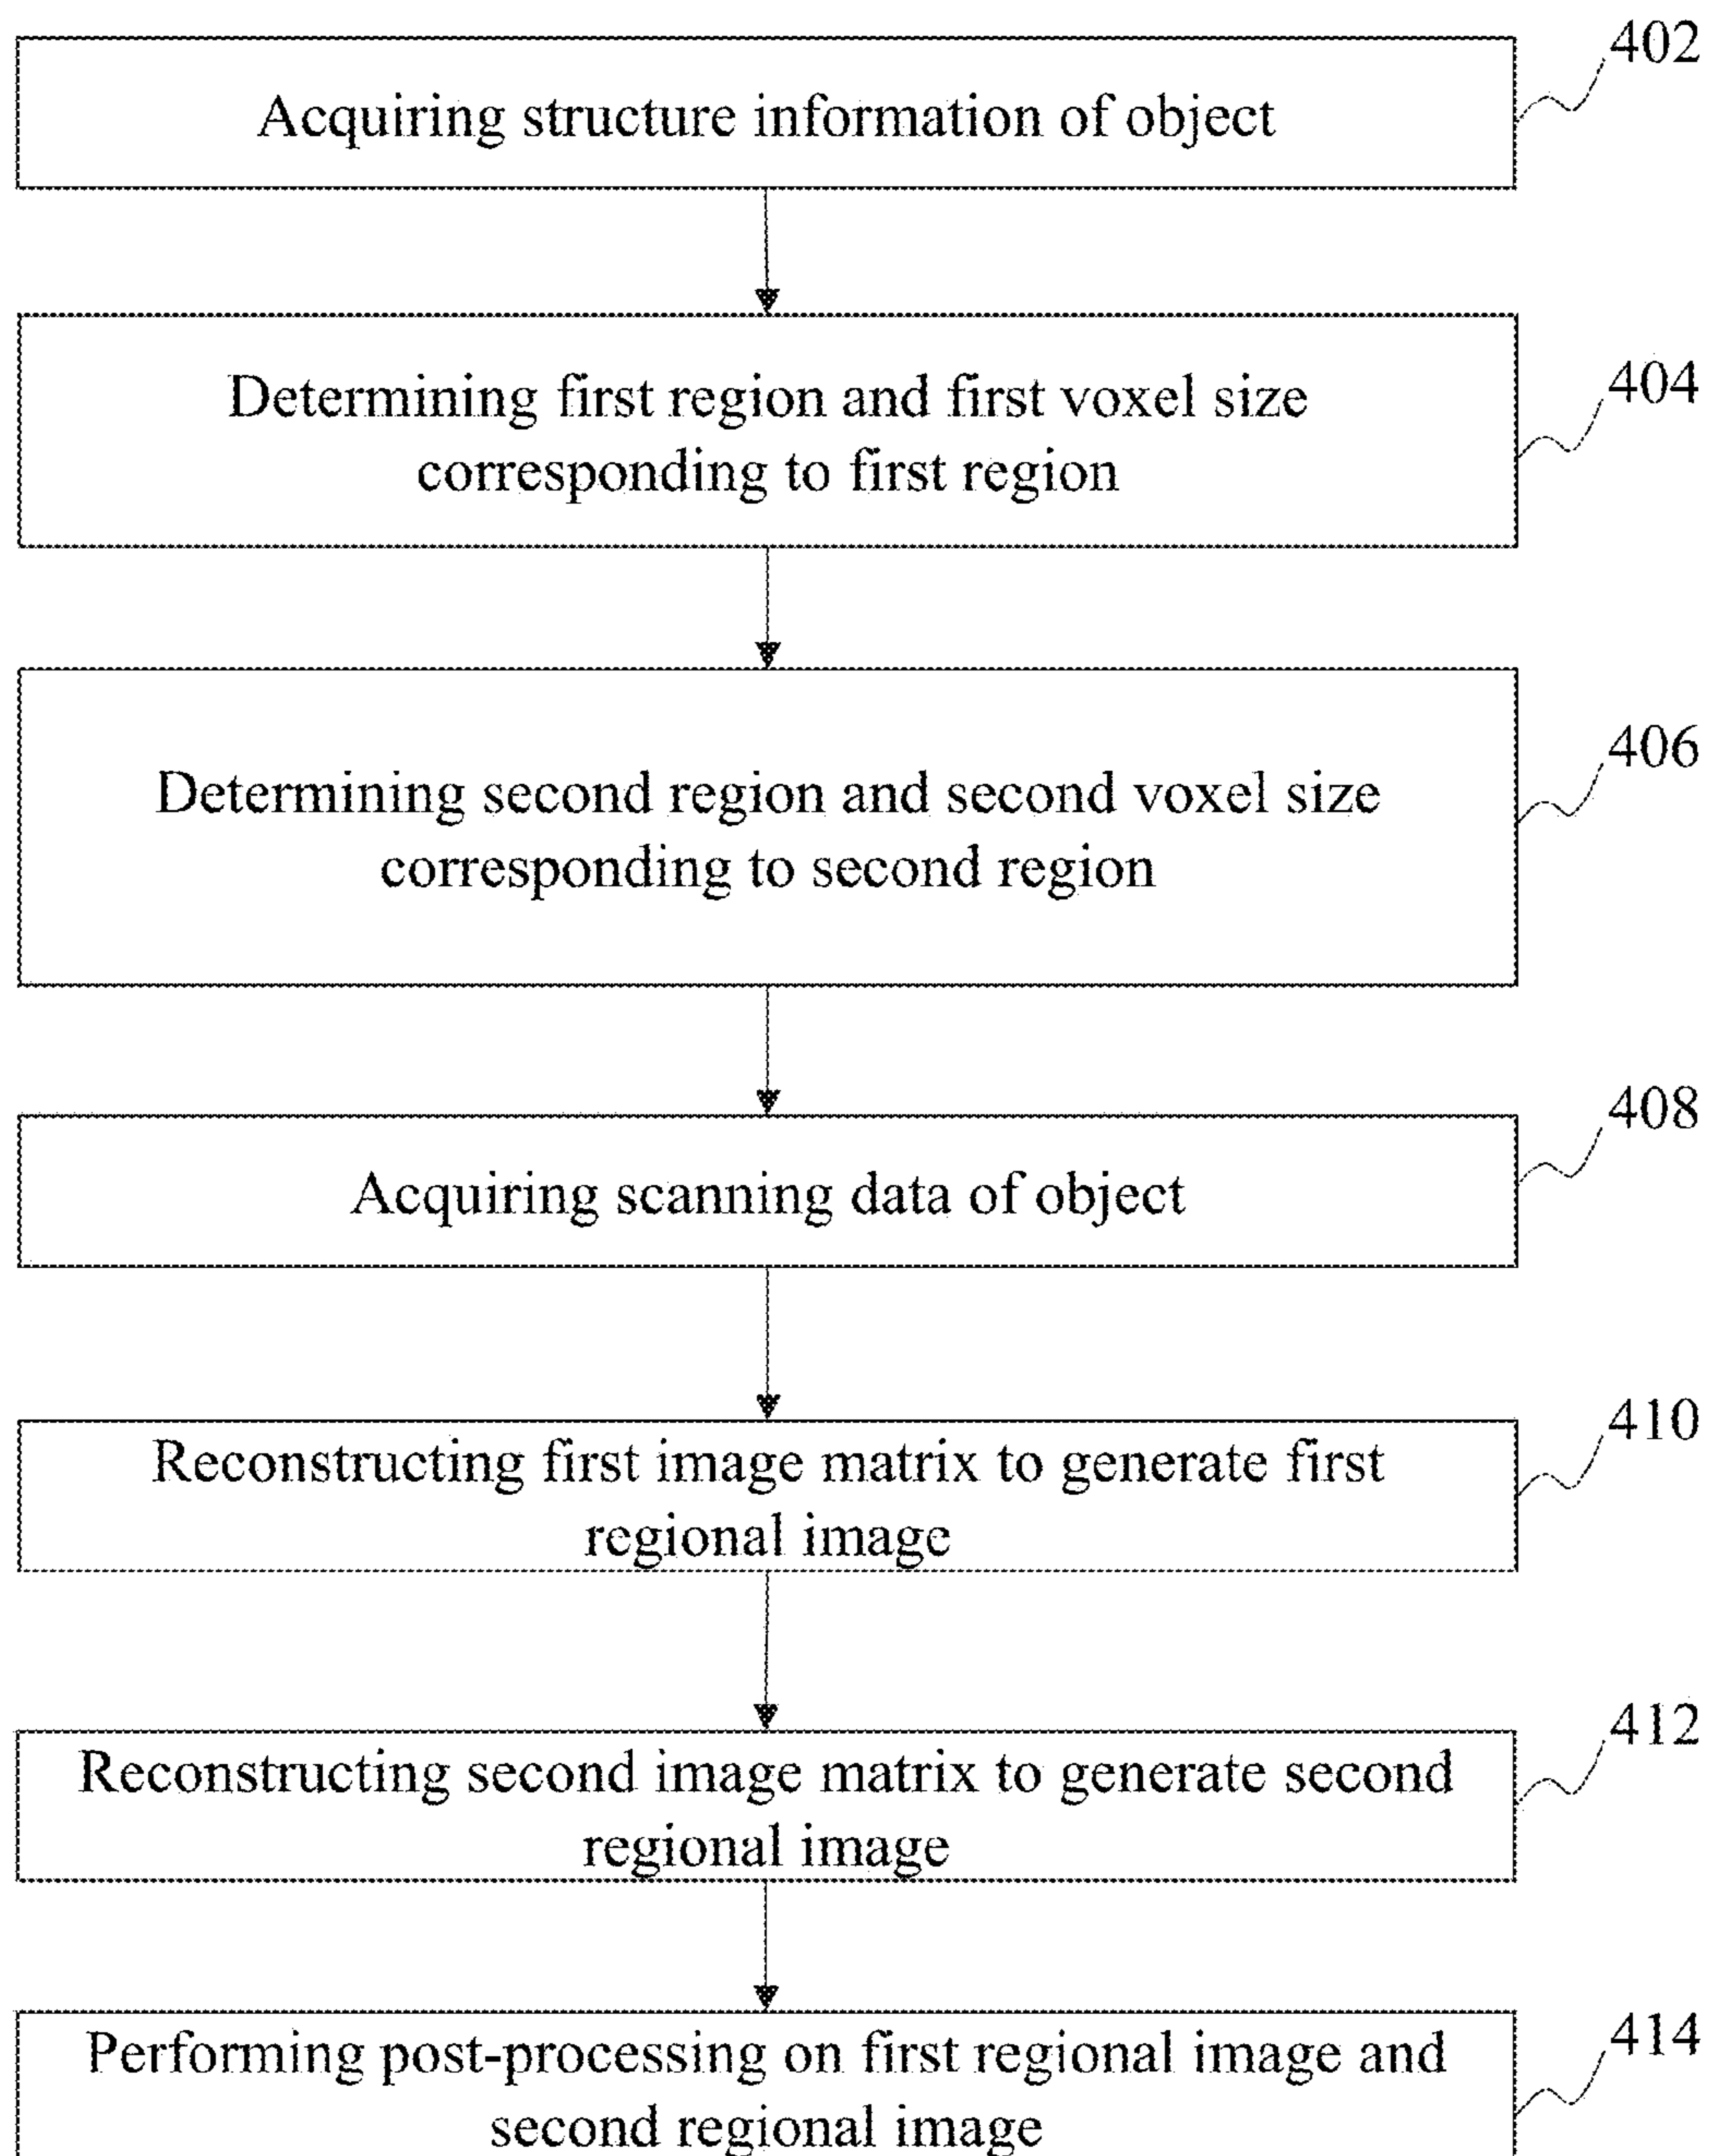 402
Acquiring structure information of object
404
Determining first region and first voxel size
corresponding to first region
406
Determining second region and second voxel size
corresponding to second region
408
Acquiring scanning data of object
410
Reconstructing first image matrix to generate first
regional image
412
Reconstructing second image matrix to generate second
regional image
414
Performing post-processing on first regional image and
second regional image